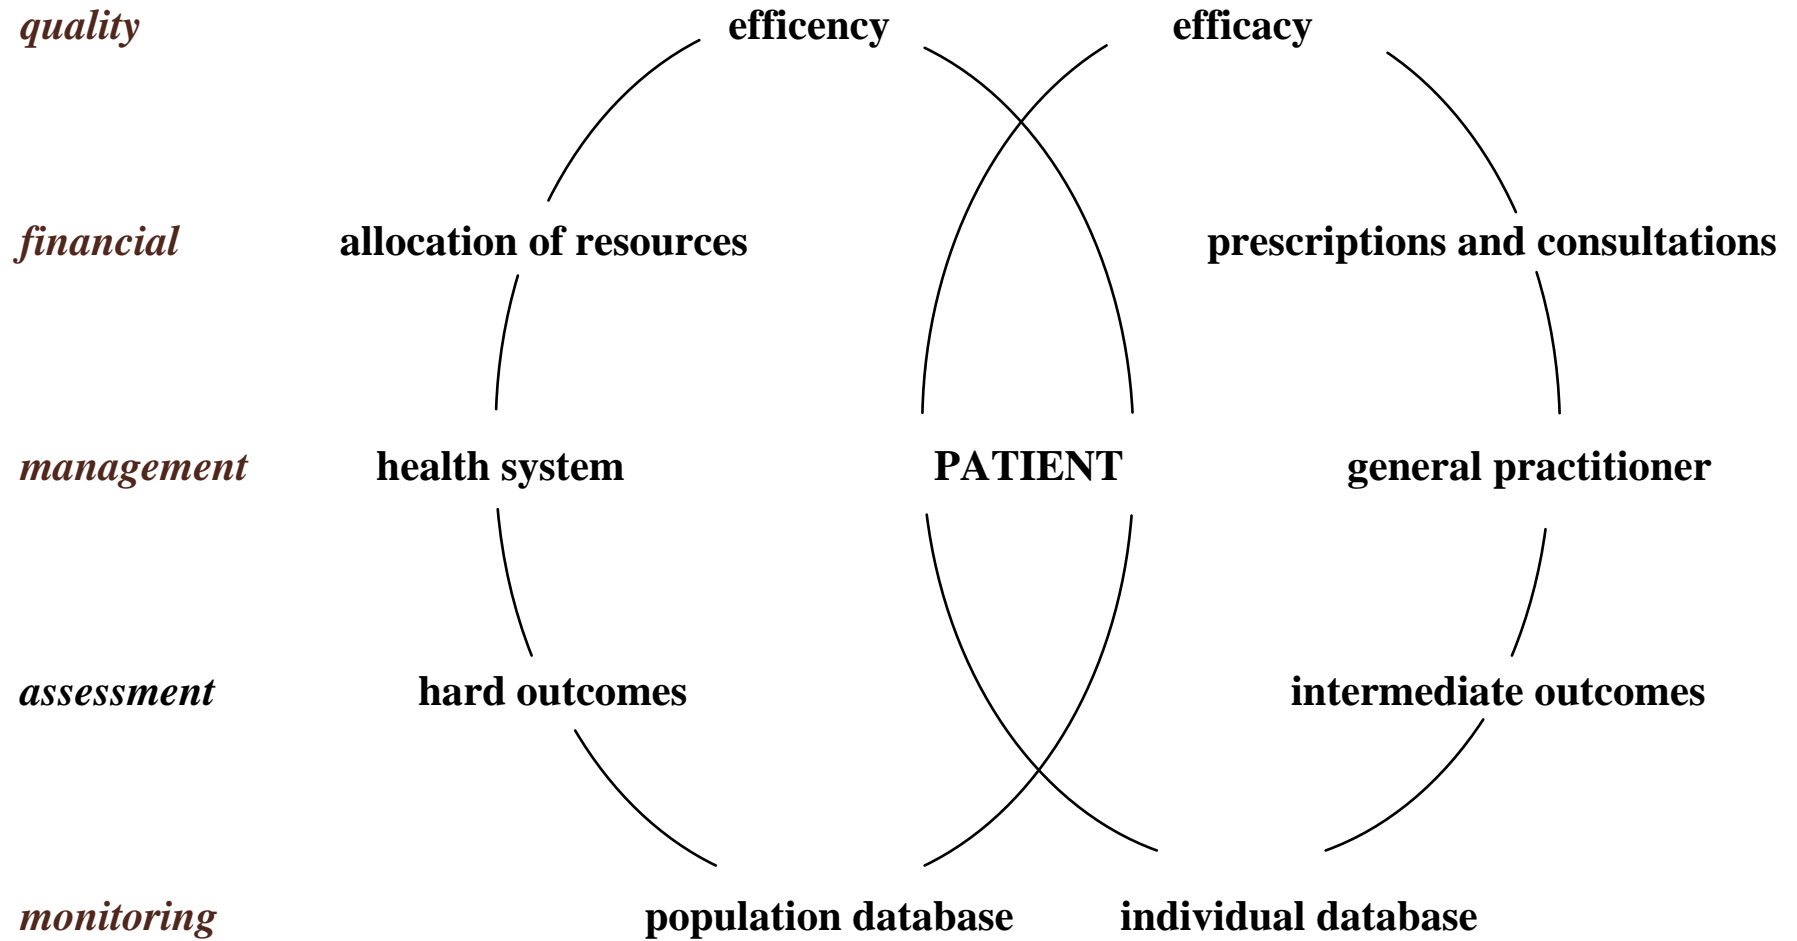 quality efficency efficacy
financial allocation of resources prescriptions and consultations
management health system PATIENT general practitioner
assessment hard outcomes intermediate outcomes
monitoring population database individual database